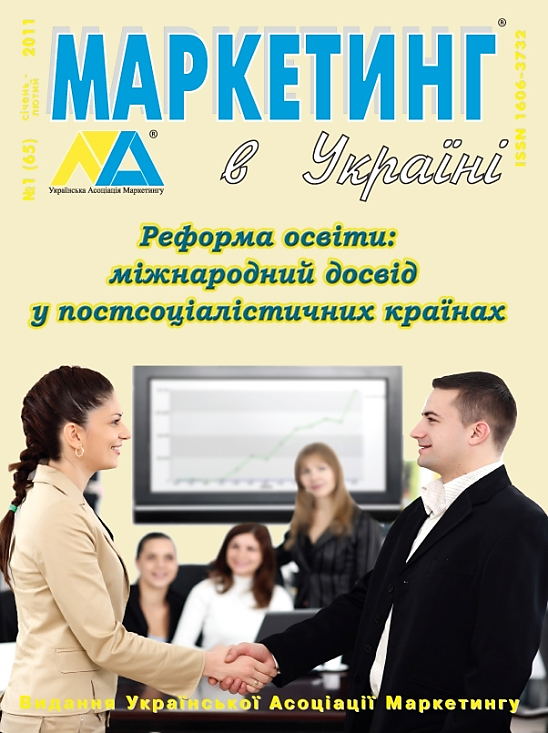 №1 (65) січень - лютий 2011
МАРКЕТИНГ®
в Україні
ISSN 1606-3732
®
Українська Асоціація Маркетингу
Реформа освіти:
міжнародний досвід
у постсоціалістичних країнах
Видання Української Асоціації Маркетингу